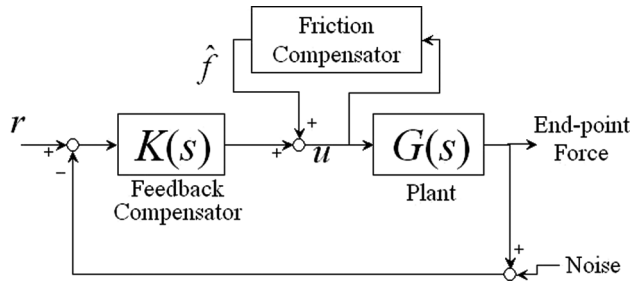 Friction
Compensator
f̂
r
+
−
K(s)
Feedback
Compensator
+
+
u
G(s)
Plant
End-point
Force
+
Noise
+